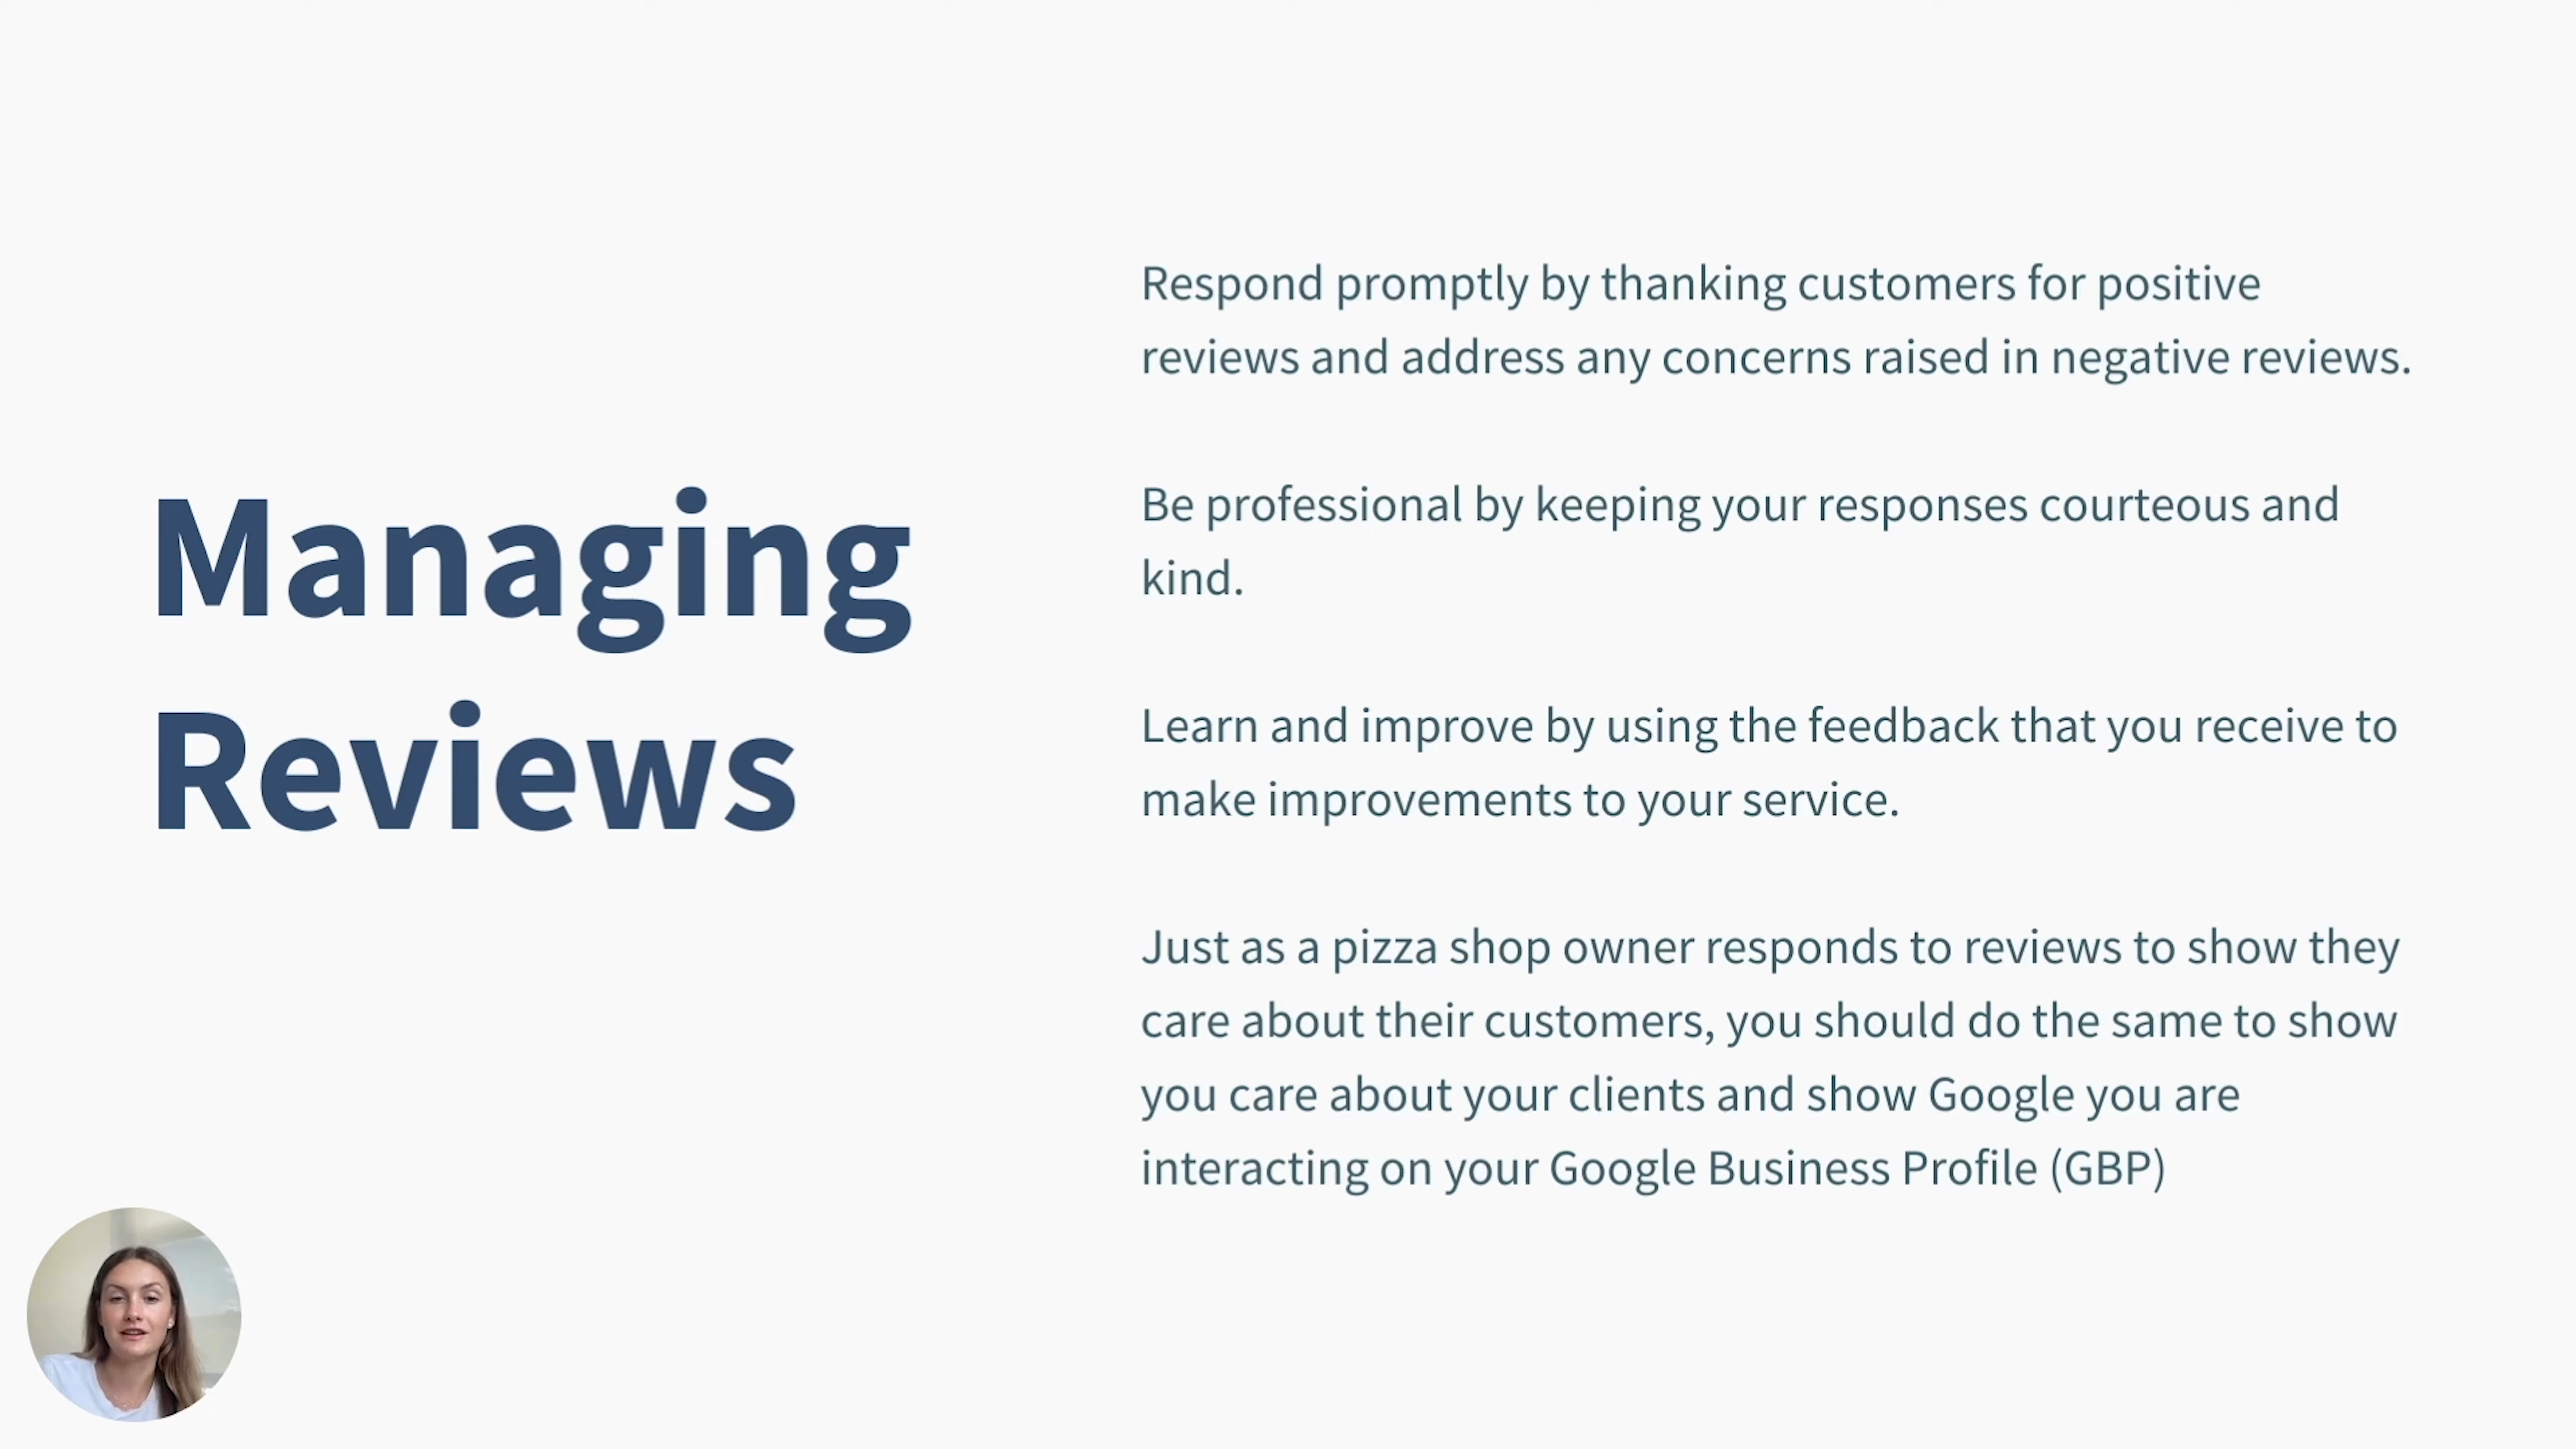 Managing
Reviews
Respond promptly by thanking customers for positive
reviews and address any concerns raised in negative reviews.
Be professional by keeping your responses courteous and
kind.
Learn and improve by using the feedback that you receive to
make improvements to your service.
Just as a pizza shop owner responds to reviews to show they
care about their customers, you should do the same to show
you care about your clients and show Google you are
interacting on your Google Business Profile (GBP)